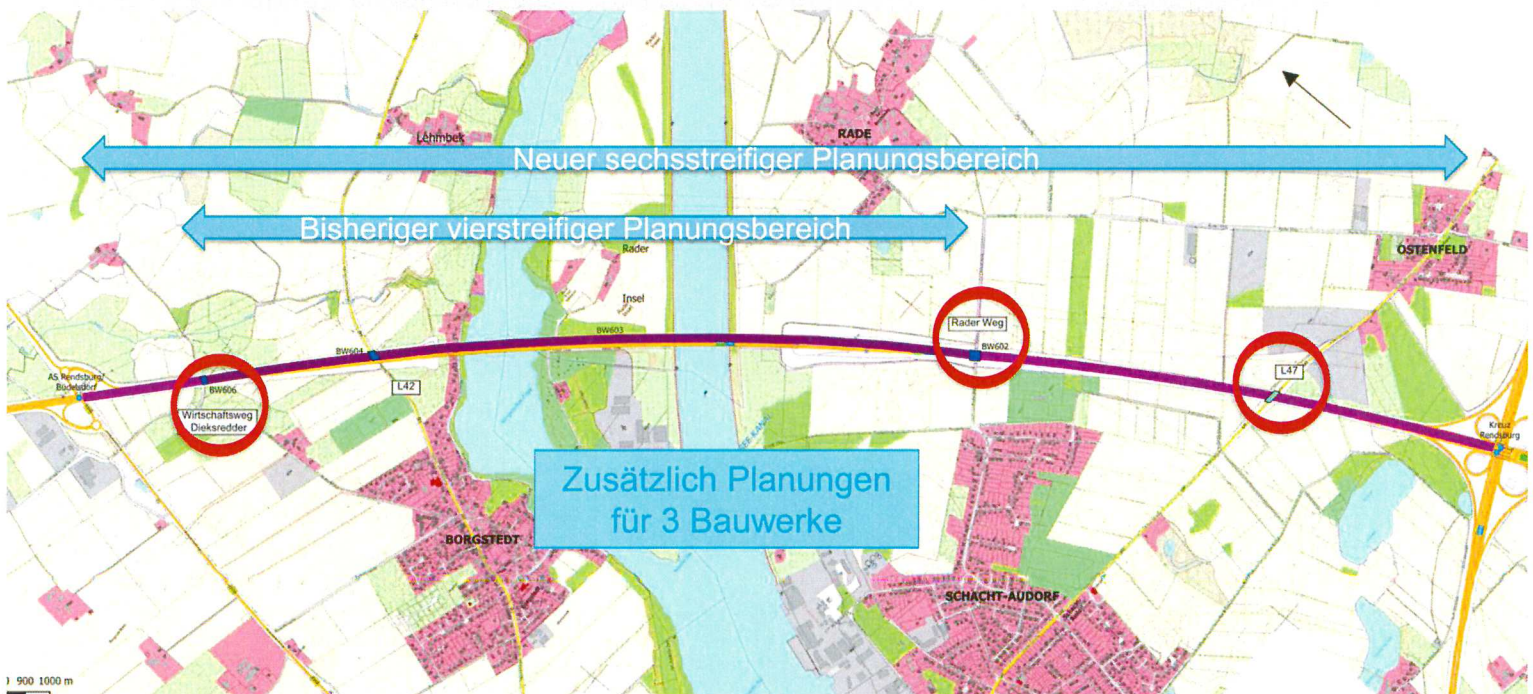 Lehmbek
RADE
Neuer sechsstreifiger Planungsbereich
Bisheriger vierstreifiger Planungsbereich
Rader
Insel
OSTENFELD
Rader Weg
BW603
BW604
BW602
L47
AS Rendsburg/
Büdelsdorf
BW606
L42
Wirtschaftsweg
Dieksredder
Kreuz
Rendsburg
Zusätzlich Planungen
für 3 Bauwerke
BORGSTEDT
SCHACHT-AUDORF
900 1000 m